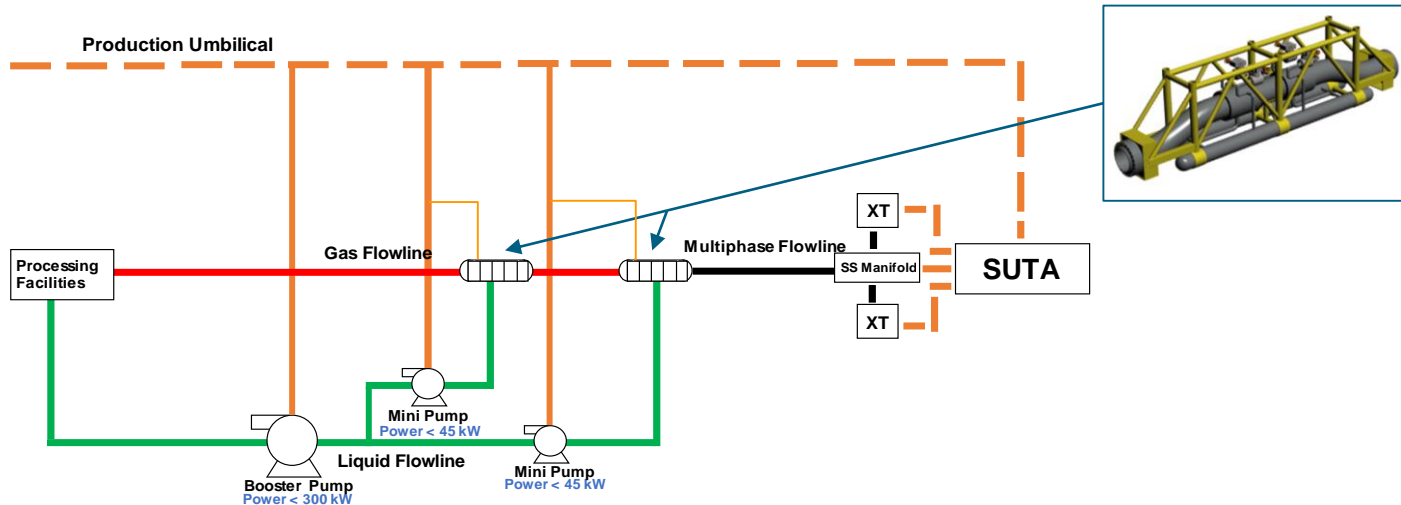 Production Umbilical
XT
Gas Flowline
Multiphase Flowline
Processing
Facilities
SS Manifold
SUTA
XT
Mini Pump
Power < 45 kW
Liquid Flowline
Mini Pump
Power < 45 kW
Booster Pump
Power < 300 kW